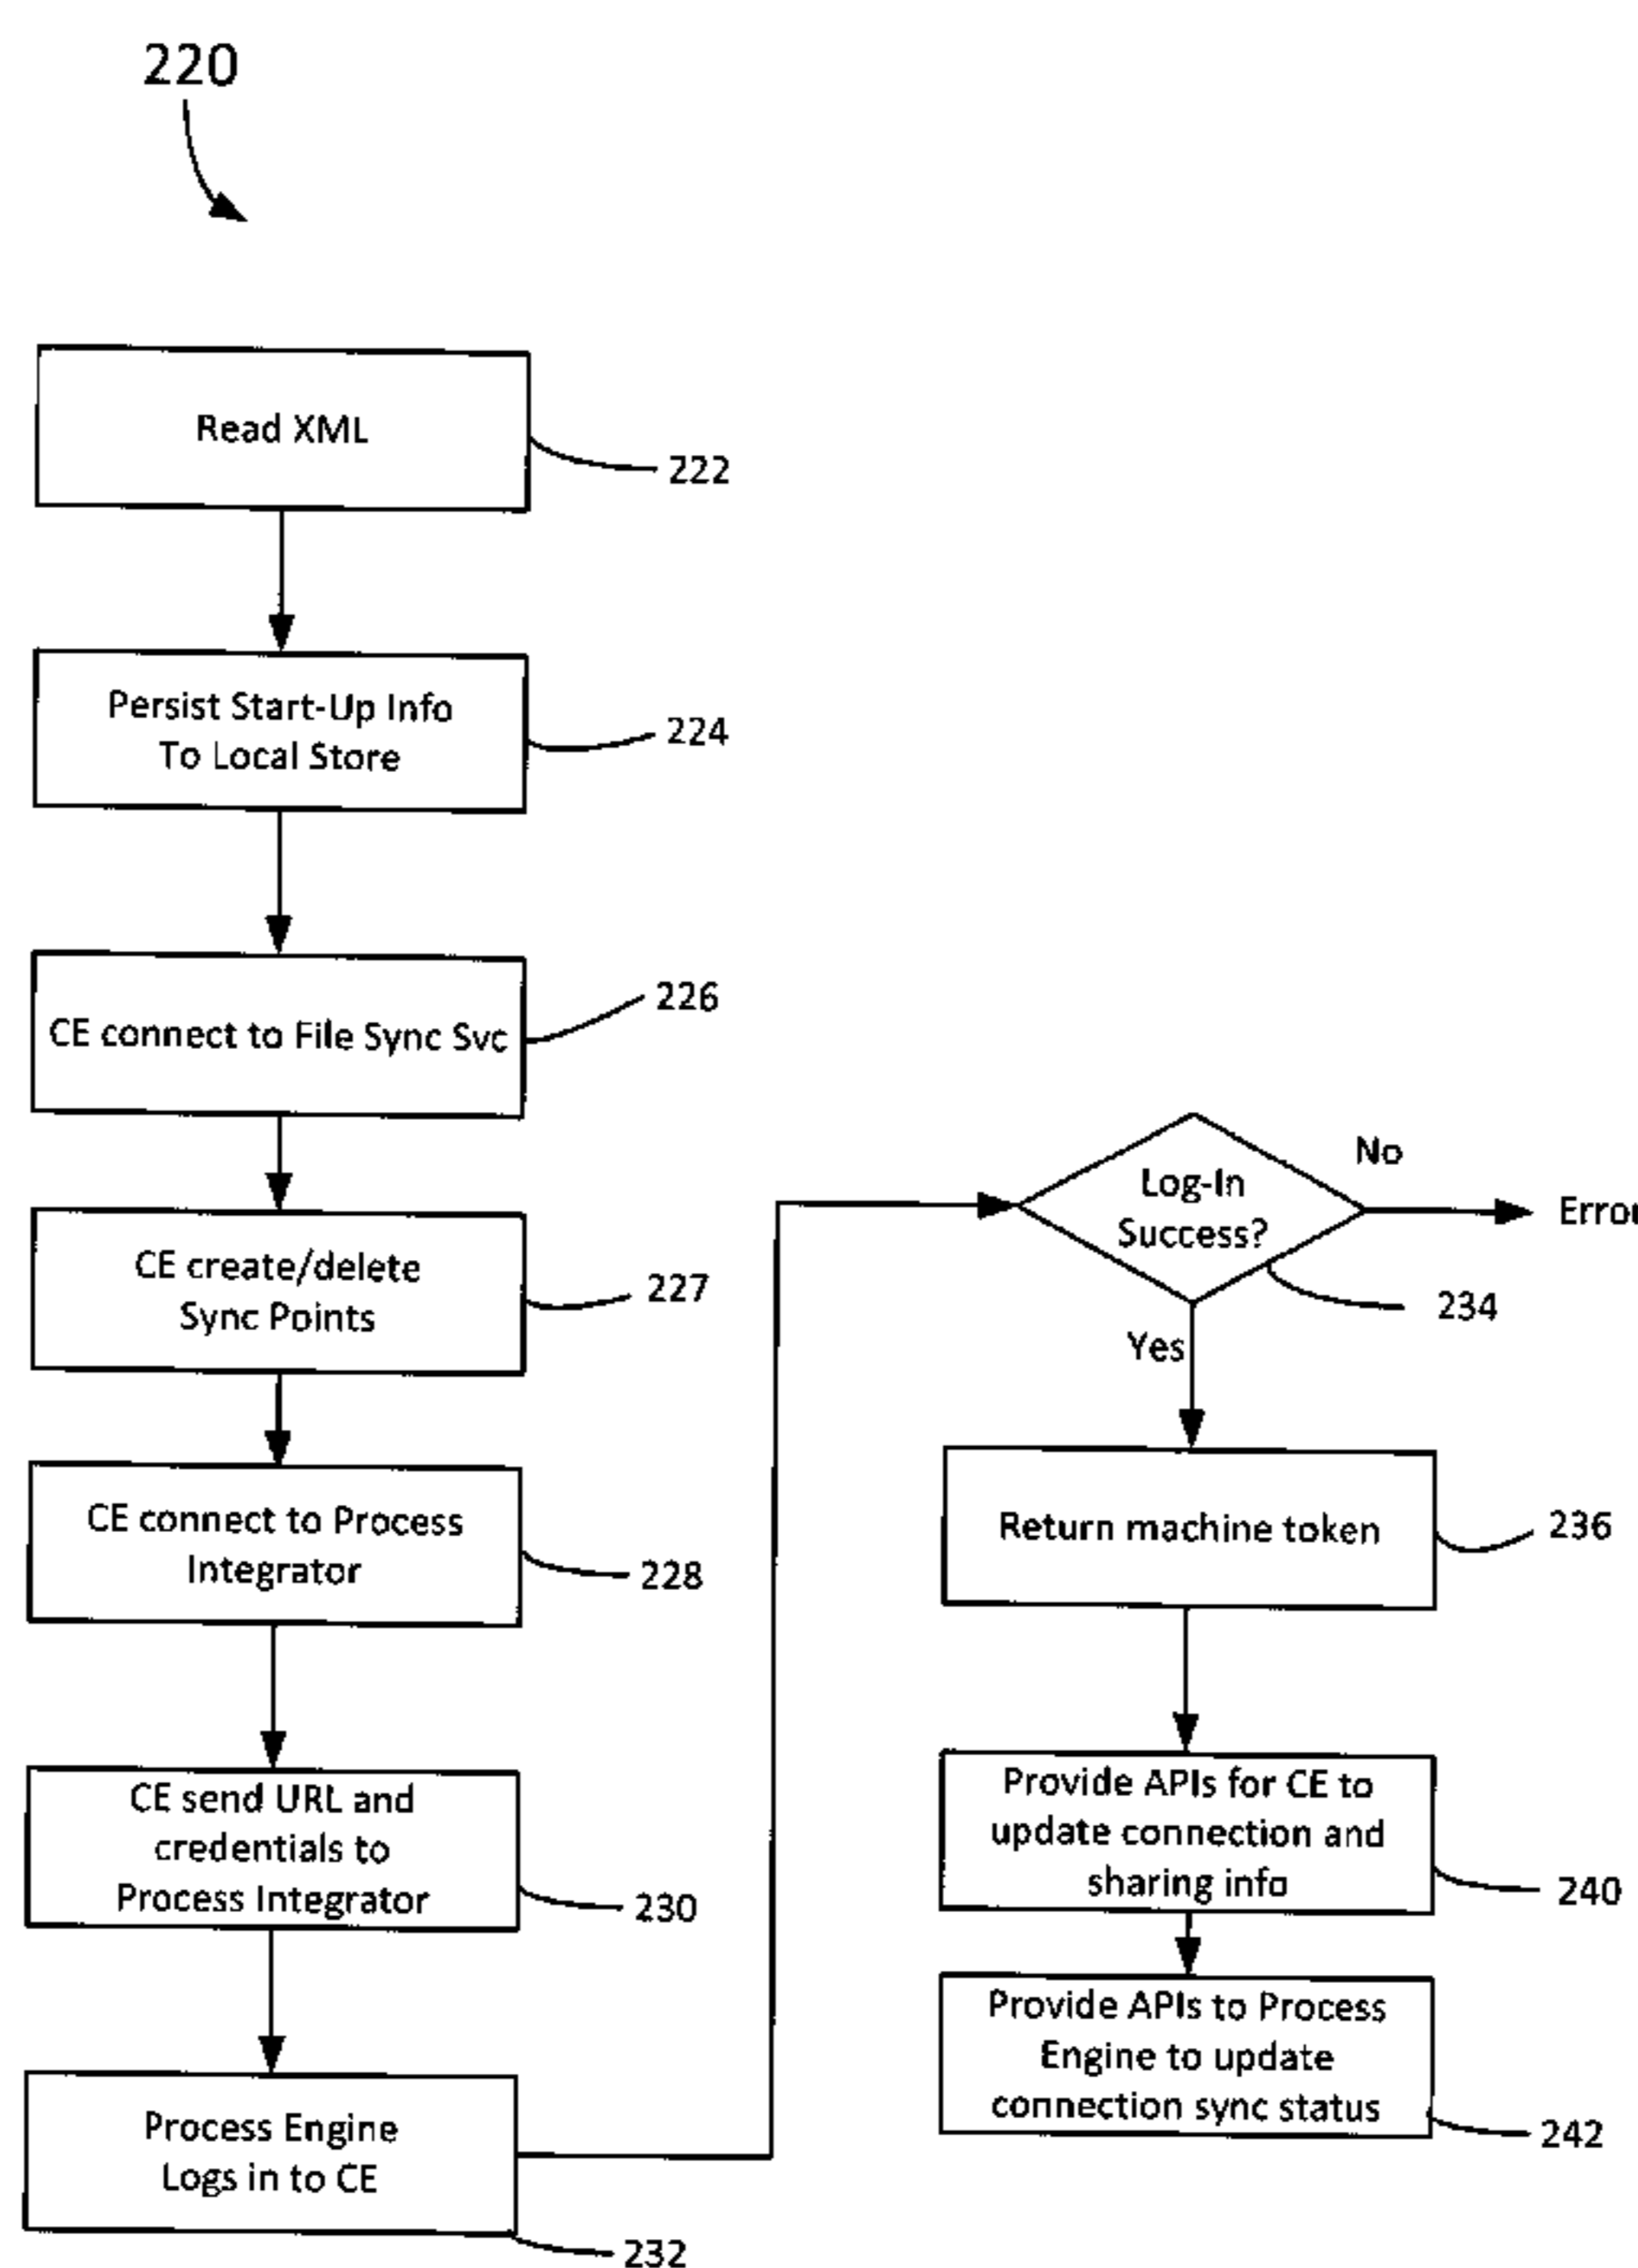 220
Read XML
222
Persist Start-Up Info
To Local Store
224
CE connect to File Sync Svc
226
CE create/delete
Sync Points
227
CE connect to Process
Integrator
228
CE send URL and
credentials to
Process Integrator
230
Process Engine
Logs in to CE
232
Log-In
Success?
No
Error
234
Yes
Return machine token
236
Provide APIs for CE to
update connection and
sharing info
240
Provide APIs to Process
Engine to update
connection sync status
242